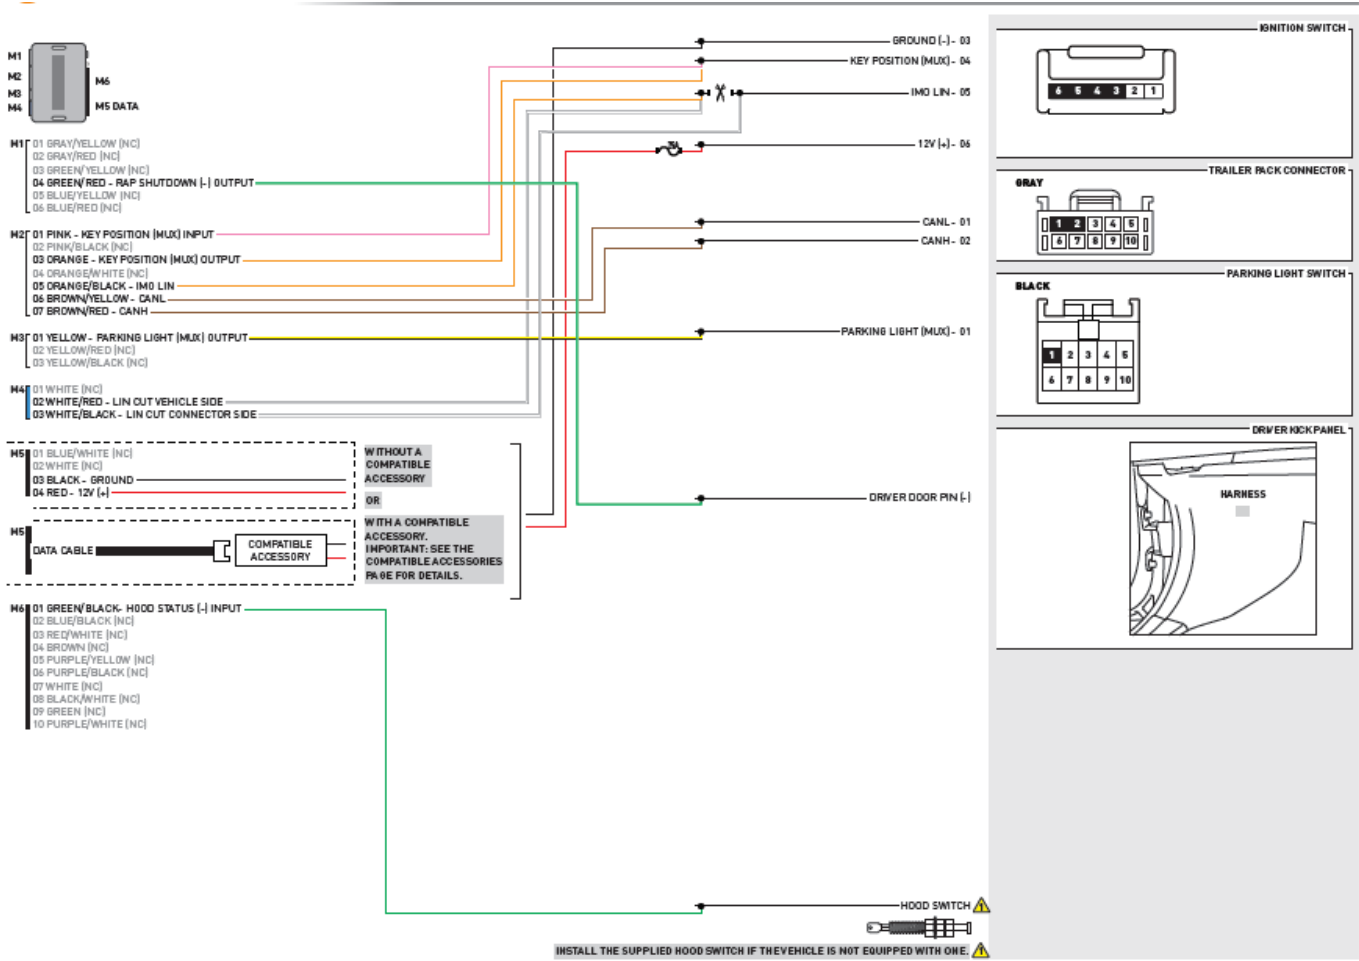 M1
M2
M3
M4
M6
M5 DATA
M1
01 GRAY/YELLOW (NC)
02 GRAY/RED (NC)
03 GREEN/YELLOW (NC)
04 GREEN/RED - RAP SHUTDOWN (-) OUTPUT
05 BLUE/YELLOW (NC)
06 BLUE/RED (NC)
M2
01 PINK - KEY POSITION (MUX) INPUT
02 PINK/BLACK (NC)
03 ORANGE - KEY POSITION (MUX) OUTPUT
04 ORANGE/WHITE (NC)
05 ORANGE/BLACK - IMO LIN
06 BROWN/YELLOW - CANL
07 BROWN/RED - CANH
M3
01 YELLOW - PARKING LIGHT (MUX) OUTPUT
02 YELLOW/RED (NC)
03 YELLOW/BLACK (NC)
M4
01 WHITE (NC)
02 WHITE/RED - LIN CUT VEHICLE SIDE
03 WHITE/BLACK - LIN CUT CONNECTOR SIDE
M5
01 BLUE/WHITE (NC)
02 WHITE (NC)
03 BLACK - GROUND
04 RED - 12V (+)
WITHOUT A
COMPATIBLE
ACCESSORY
OR
M5
DATA CABLE
COMPATIBLE
ACCESSORY
WITH A COMPATIBLE
ACCESSORY.
IMPORTANT: SEE THE
COMPATIBLE ACCESSORIES
PAGE FOR DETAILS.
M6
01 GREEN/BLACK- HOOD STATUS (-) INPUT
02 BLUE/BLACK (NC)
03 RED/WHITE (NC)
04 BROWN (NC)
05 PURPLE/YELLOW (NC)
06 PURPLE/BLACK (NC)
07 WHITE (NC)
08 BLACK/WHITE (NC)
09 GREEN (NC)
10 PURPLE/WHITE (NC)
GROUND (-) - 03
KEY POSITION (MUX) - 04
IMO LIN - 05
12V (+) - 06
CANL - 01
CANH - 02
PARKING LIGHT (MUX) - 01
DRIVER DOOR PIN (-)
HOOD SWITCH
INSTALL THE SUPPLIED HOOD SWITCH IF THE VEHICLE IS NOT EQUIPPED WITH ONE.
IGNITION SWITCH
6 5 4 3 2 1
TRAILER PACK CONNECTOR
GRAY
1 2 3 4 5
6 7 8 9 10
PARKING LIGHT SWITCH
BLACK
1 2 3 4 5
6 7 8 9 10
DRIVER KICK PANEL
HARNESS